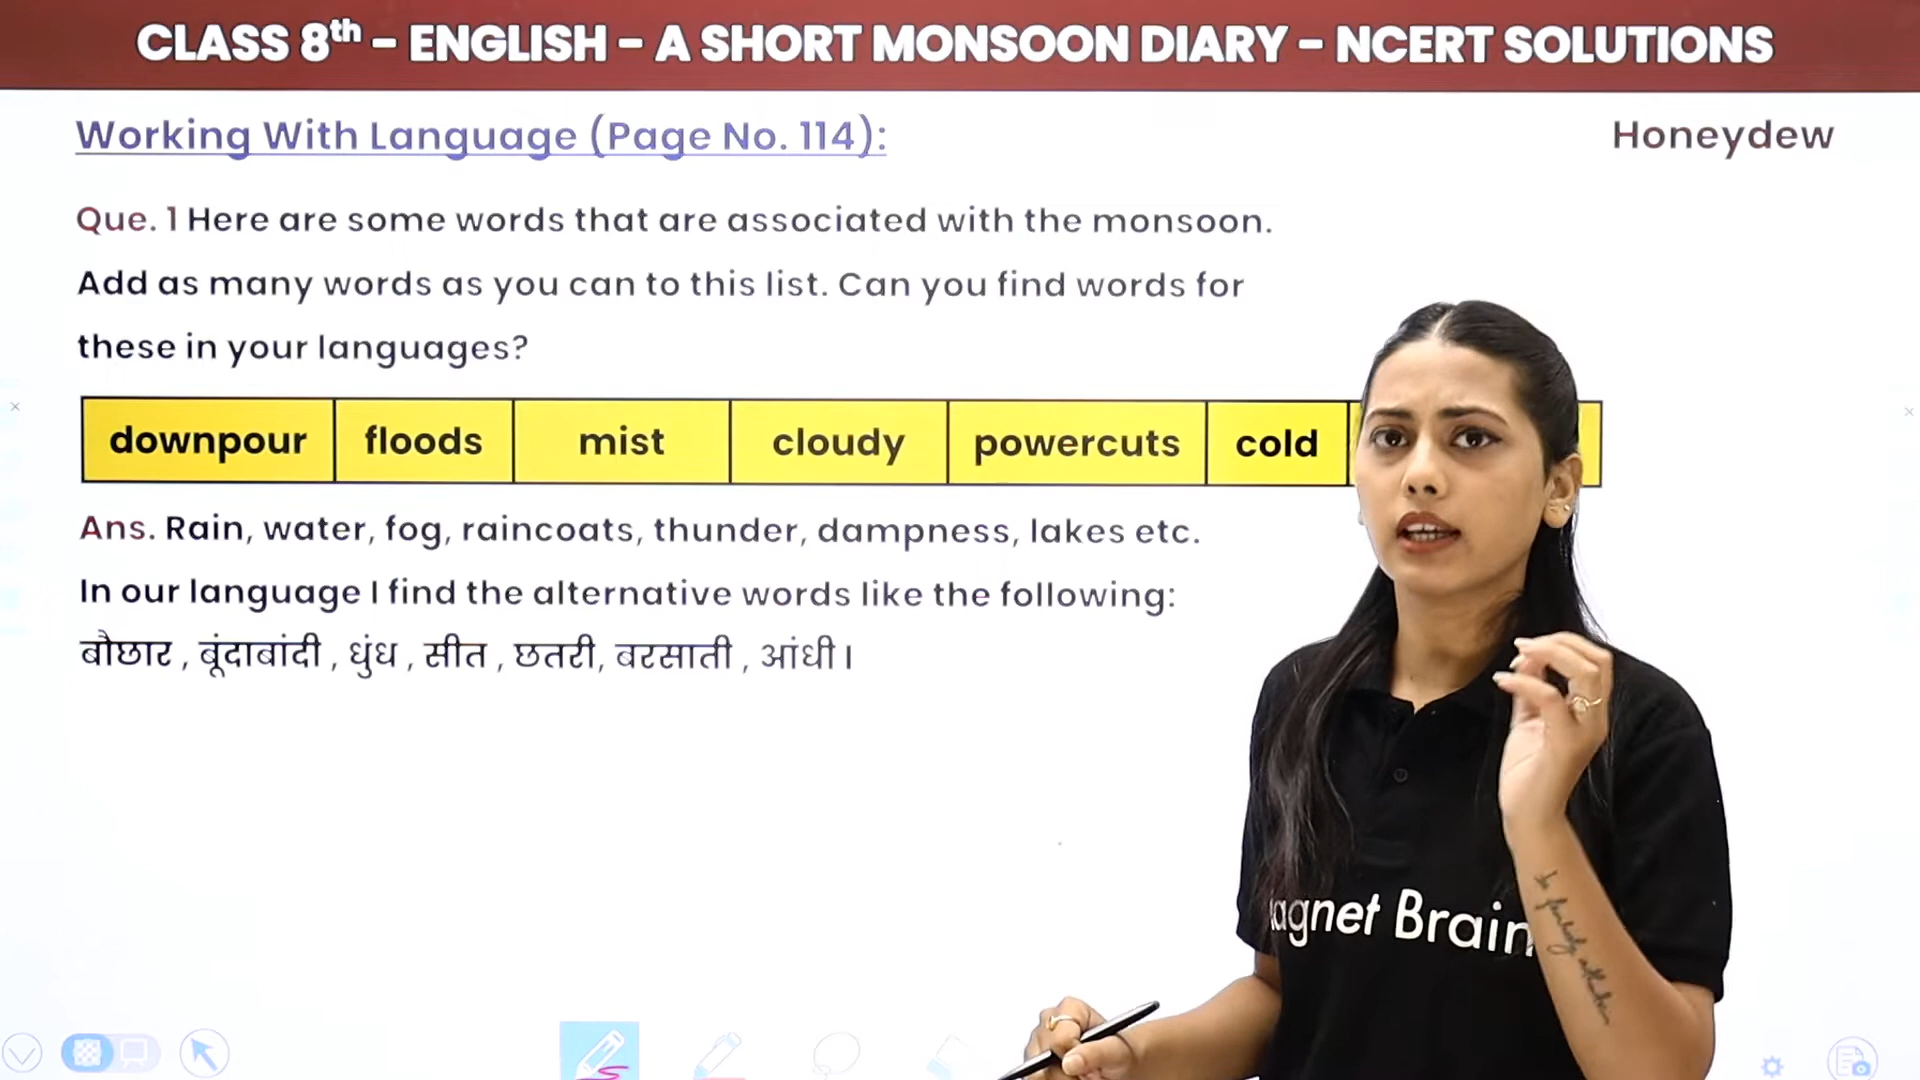 CLASS 8th – ENGLISH – A SHORT MONSOON DIARY – NCERT SOLUTIONS
Working With Language (Page No. 114):
Honeydew
Que. 1 Here are some words that are associated with the monsoon.
Add as many words as you can to this list. Can you find words for
these in your languages?
downpour floods mist cloudy powercuts cold
Ans. Rain, water, fog, raincoats, thunder, dampness, lakes etc.
In our language I find the alternative words like the following:
बौछार , बूंदाबांदी , धुंध , सीत , छतरी, बरसाती , आंधी ।
agnet Brain